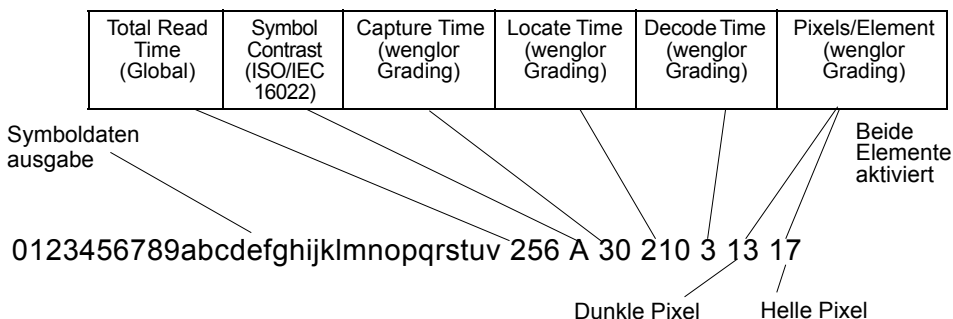 Total Read Time (Global)
Symbol Contrast (ISO/IEC 16022)
Capture Time (wenglor Grading)
Locate Time (wenglor Grading)
Decode Time (wenglor Grading)
Pixels/Element (wenglor Grading)
Symboldaten
ausgabe
Beide
Elemente
aktiviert
0123456789abcdefghijklmnopqrstuv 256 A 30 210 3 13 17
Dunkle Pixel
Helle Pixel